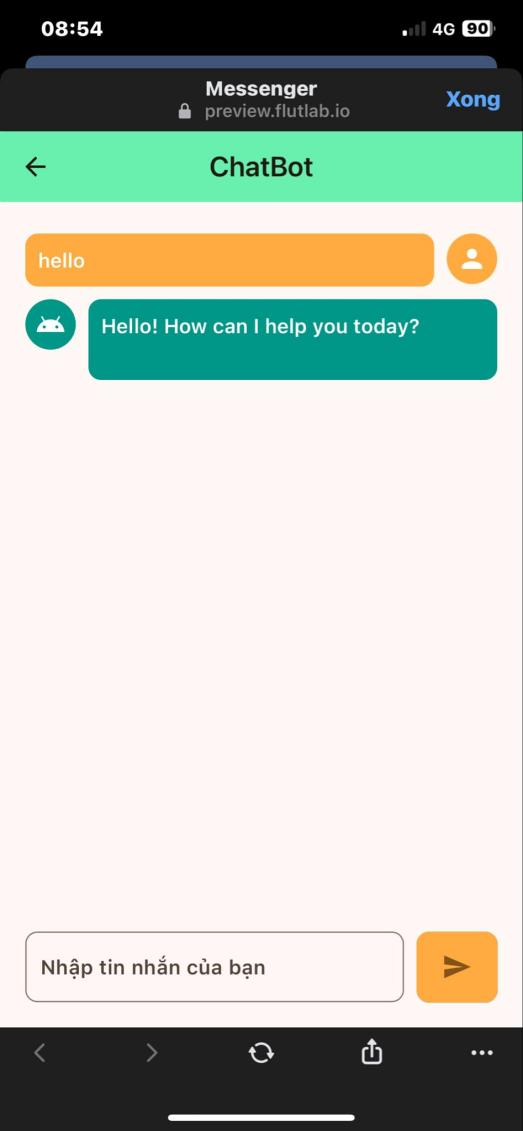 08:54
4G 90
Messenger
preview.flutlab.io
Xong
ChatBot
hello
Hello! How can I help you today?
Nhập tin nhắn của bạn